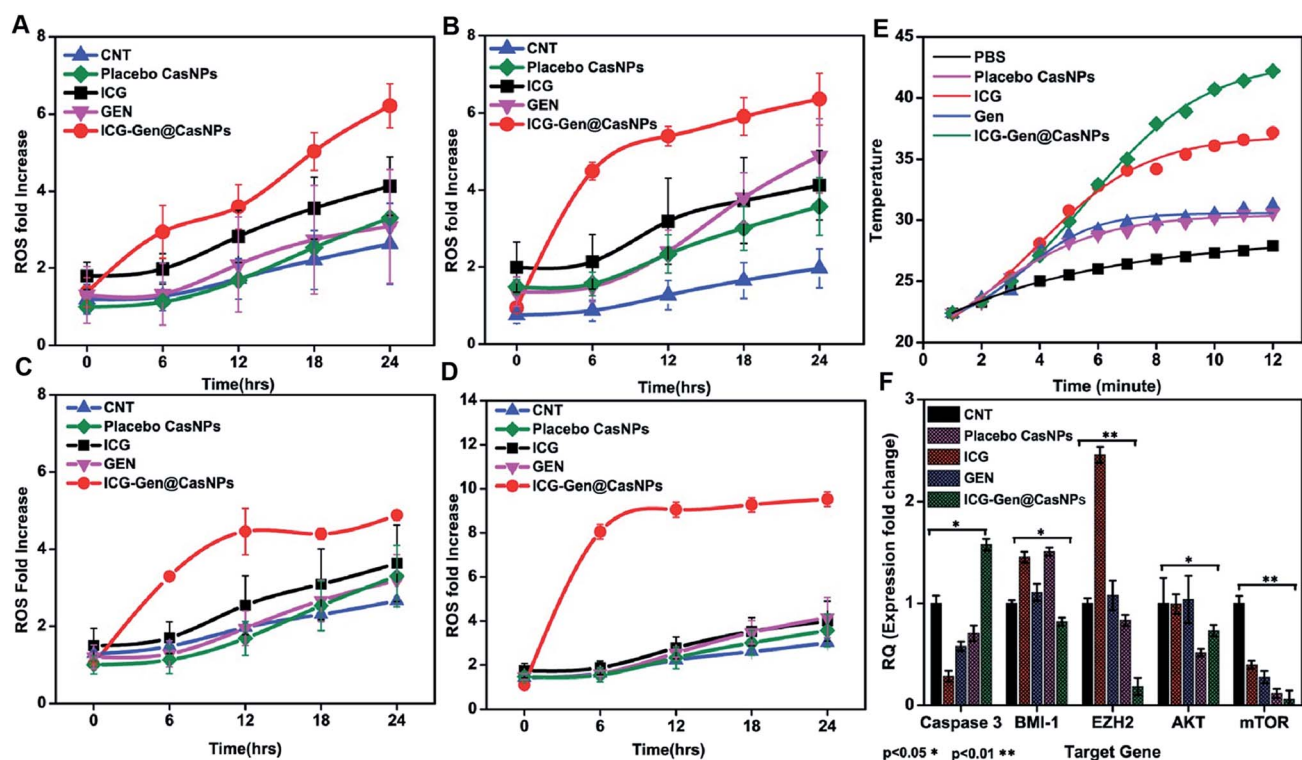 A
8
6
4
2
0
ROS fold Increase
CNT
Placebo CasNPs
ICG
GEN
ICG-Gen@CasNPs
0 6 12 18 24
Time(hrs)
B
8
6
4
2
0
ROS fold Increase
CNT
Placebo CasNPs
ICG
GEN
ICG-Gen@CasNPs
0 6 12 18 24
Time(hrs)
E
45
40
35
30
25
20
Temperature
PBS
Placebo CasNPs
ICG
Gen
ICG-Gen@CasNPs
0 2 4 6 8 10 12
Time (minute)
C
8
6
4
2
0
ROS Fold Increase
CNT
Placebo CasNPs
ICG
GEN
ICG-Gen@CasNPs
0 6 12 18 24
Time(hrs)
D
14
12
10
8
6
4
2
0
ROS fold Increase
CNT
Placebo CasNPs
ICG
GEN
ICG-Gen@CasNPs
0 6 12 18 24
Time(hrs)
F
3
2
1
0
RQ (Expression fold change)
CNT
Placebo CasNPs
ICG
GEN
ICG-Gen@CasNPs
*
*
**
*
**
Caspase 3 BMI-1 EZH2 AKT mTOR
p<0.05 * p<0.01 ** Target Gene